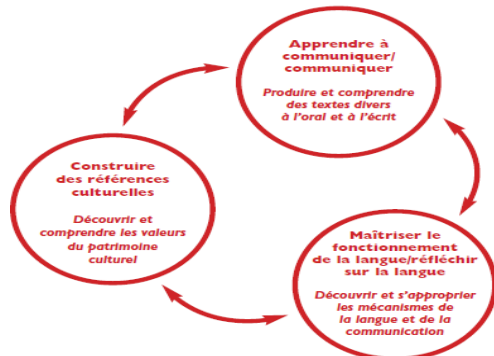 Apprendre à
communiquer/
communiquer
Produire et comprendre
des textes divers
à l'oral et à l'écrit
Construire
des références
culturelles
Découvrir et
comprendre les valeurs
du patrimoine
culturel
Maîtriser le
fonctionnement
de la langue/réfléchir
sur la langue
Découvrir et s'approprier
les mécanismes de
la langue et de la
communication